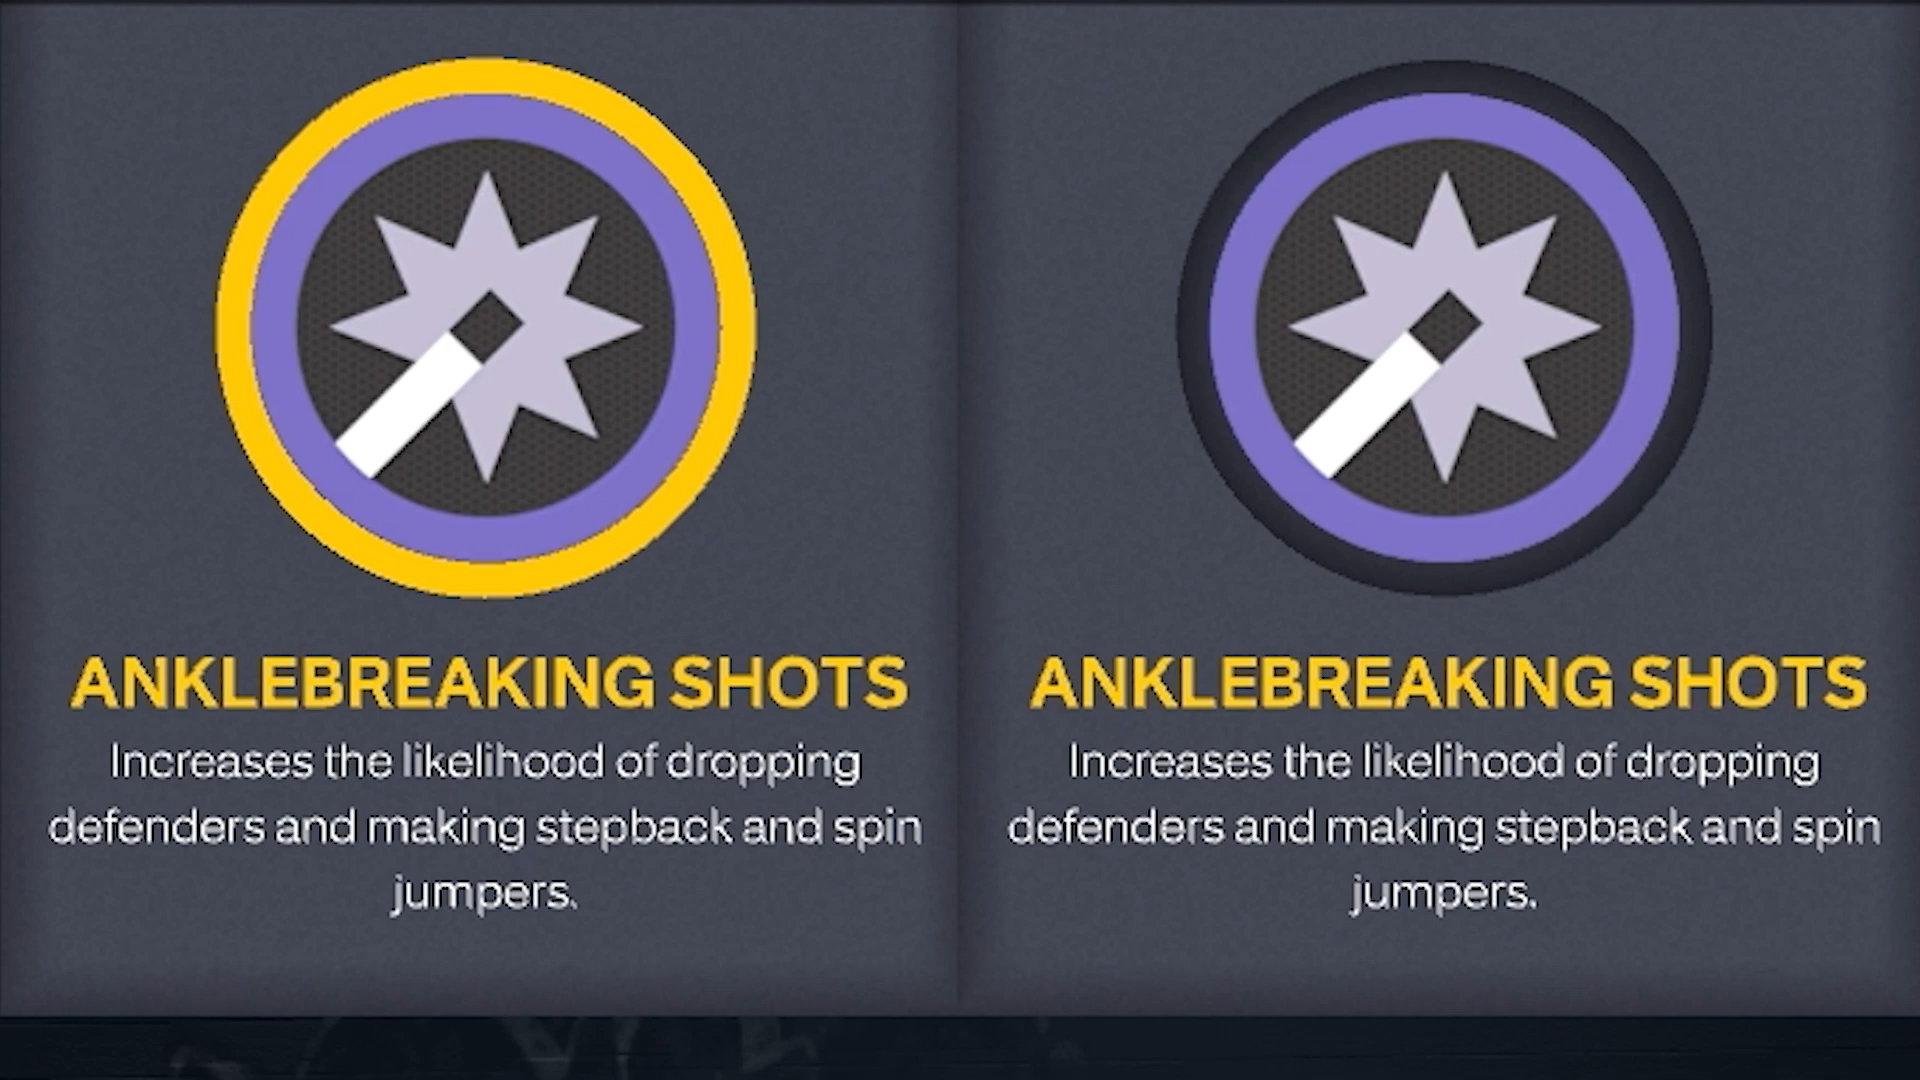 ANKLEBREAKING SHOTS
Increases the likelihood of dropping
defenders and making stepback and spin
jumpers.
ANKLEBREAKING SHOTS
Increases the likelihood of dropping
defenders and making stepback and spin
jumpers.